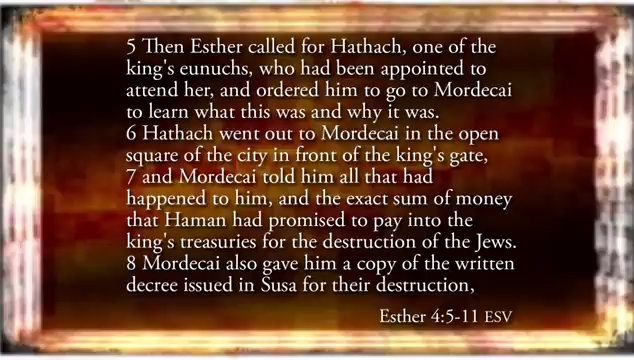 5 Then Esther called for Hathach, one of the
king's eunuchs, who had been appointed to
attend her, and ordered him to go to Mordecai
to learn what this was and why it was.
6 Hathach went out to Mordecai in the open
square of the city in front of the king's gate,
7 and Mordecai told him all that had
happened to him, and the exact sum of money
that Haman had promised to pay into the
king's treasuries for the destruction of the Jews.
8 Mordecai also gave him a copy of the written
decree issued in Susa for their destruction,
Esther 4:5-11 ESV